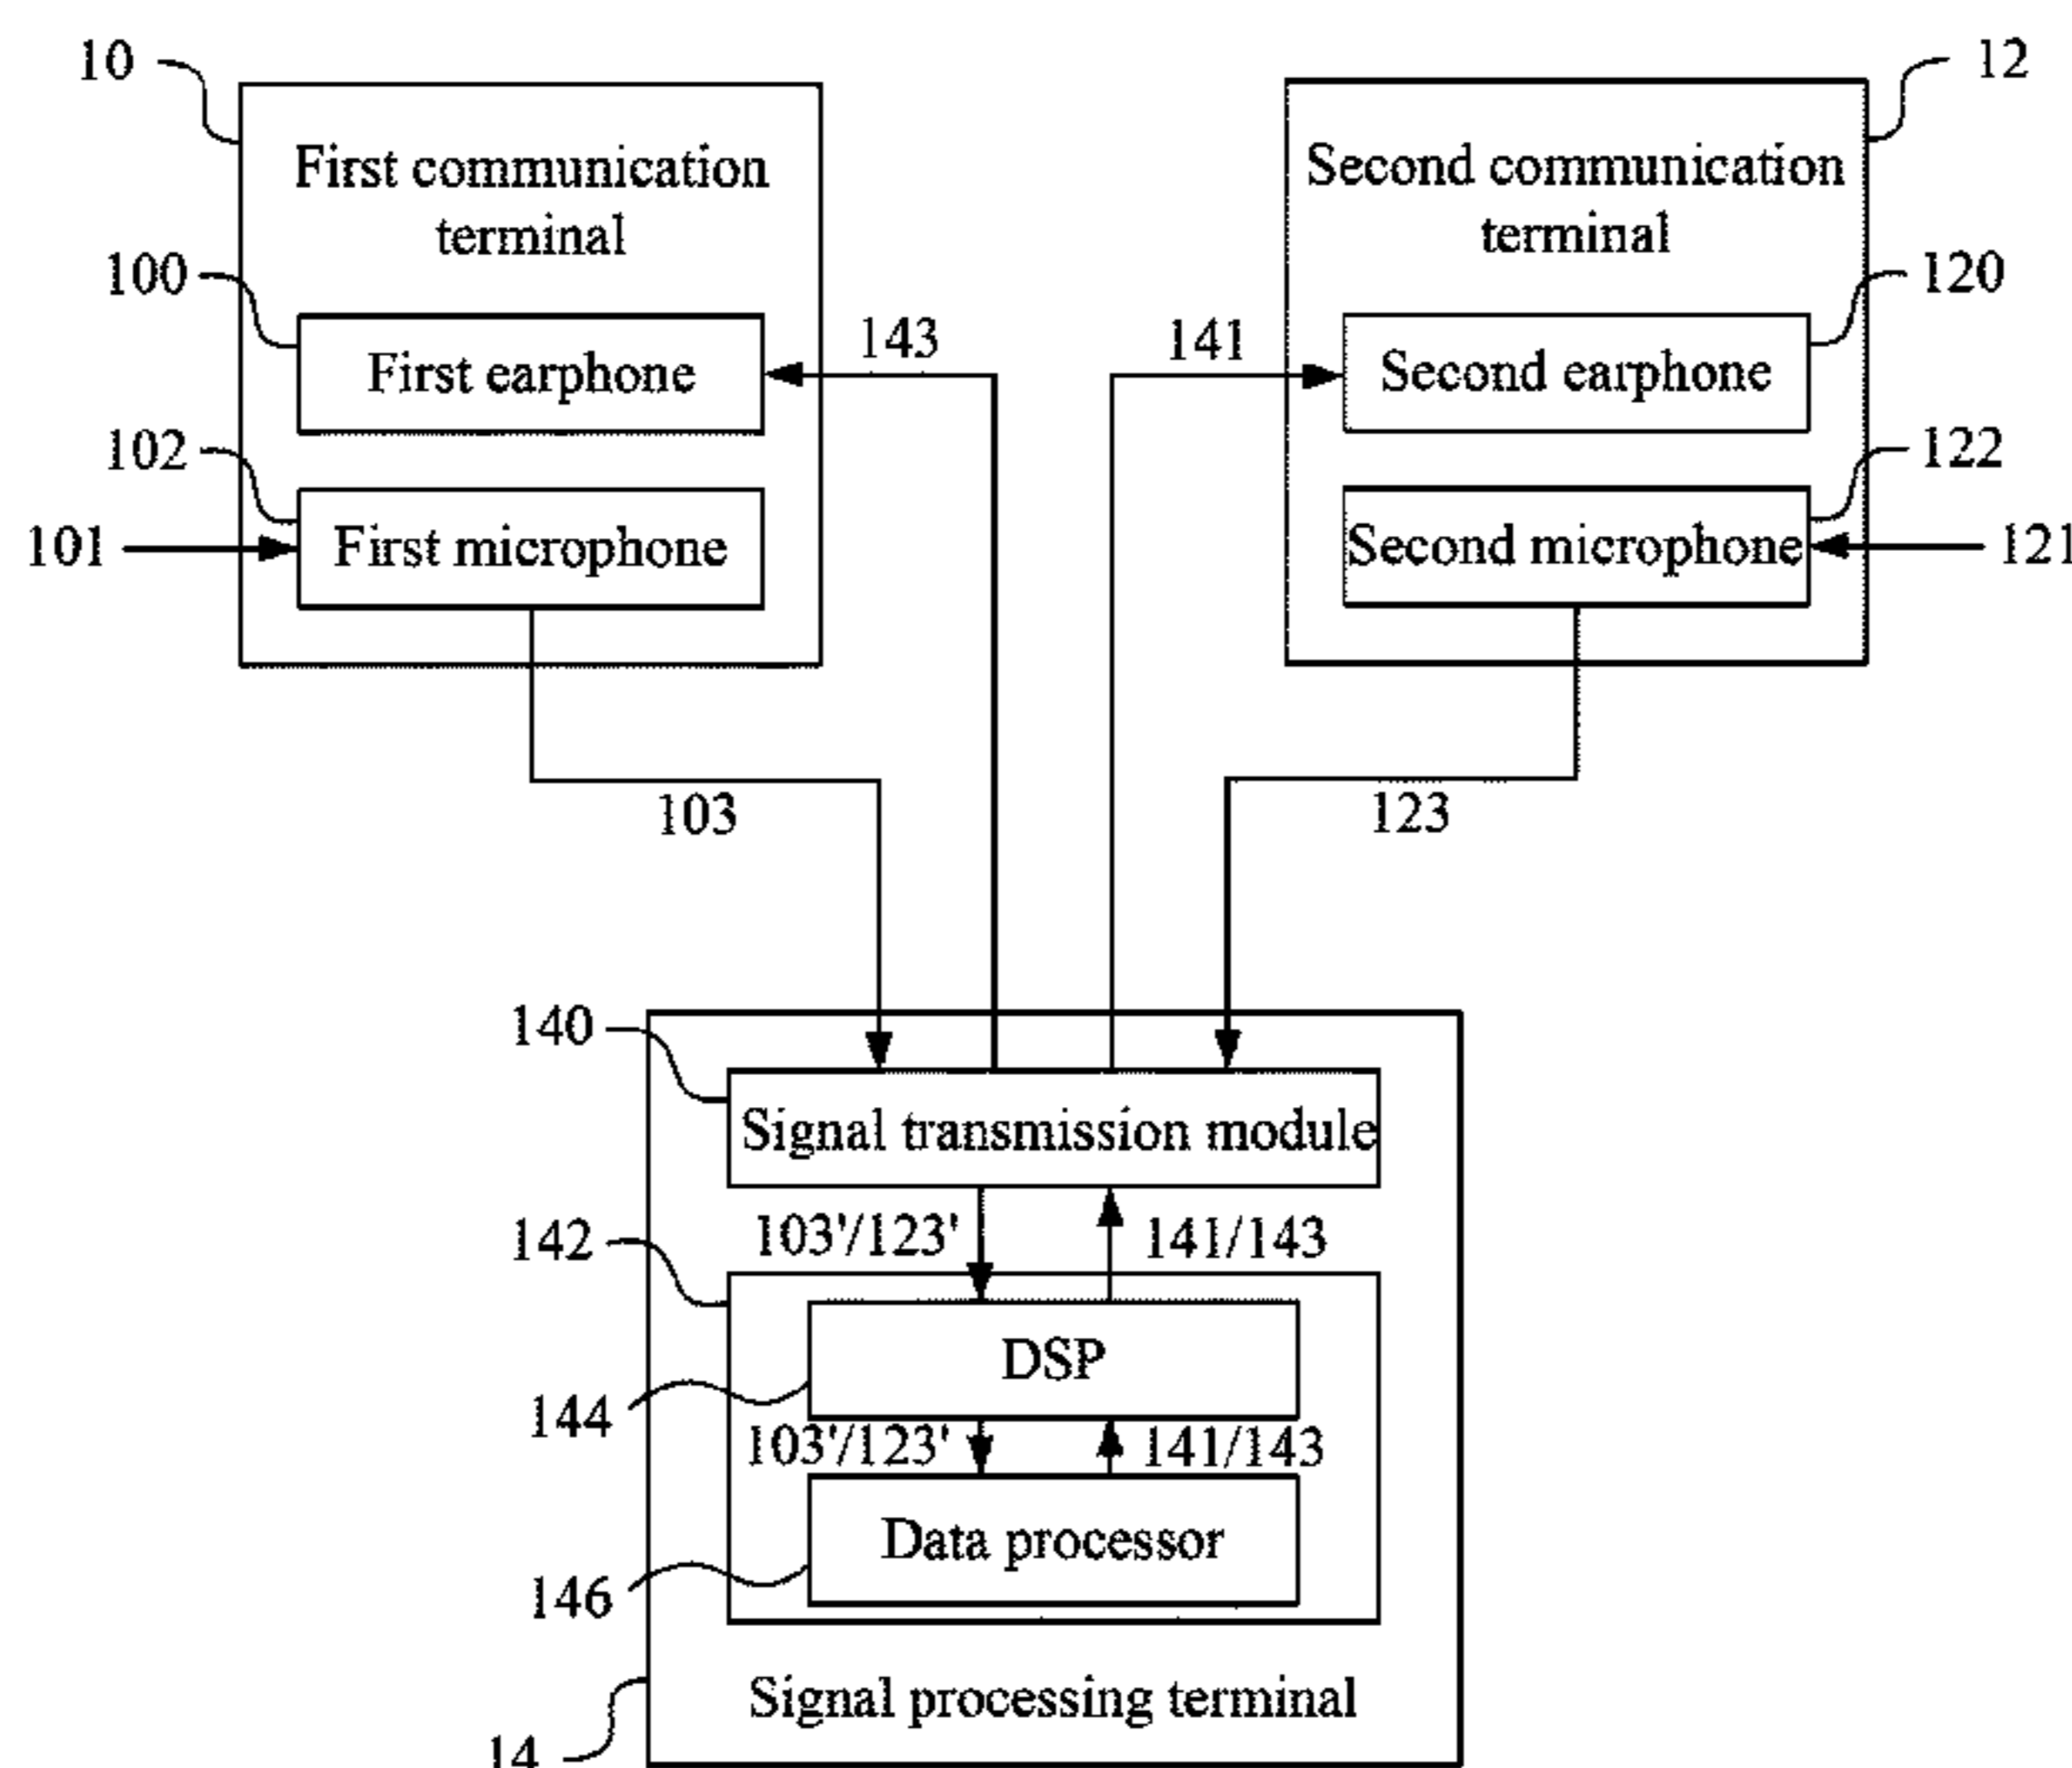 10
12
First communication
terminal
Second communication
terminal
100
120
143
141
First earphone
Second earphone
102
122
101
First microphone
Second microphone
121
103
123
140
Signal transmission module
142
103'/123'
141/143
DSP
144
103'/123'
141/143
Data processor
146
Signal processing terminal
14